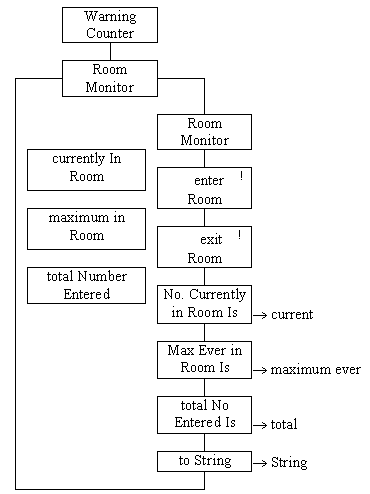 Warning
Counter
Room
Monitor
Room
Monitor
currently In
Room
enter !
Room
maximum in
Room
exit !
Room
total Number
Entered
No. Currently
in Room Is
current
Max Ever in
Room Is
maximum ever
total No
Entered Is
total
to String
String